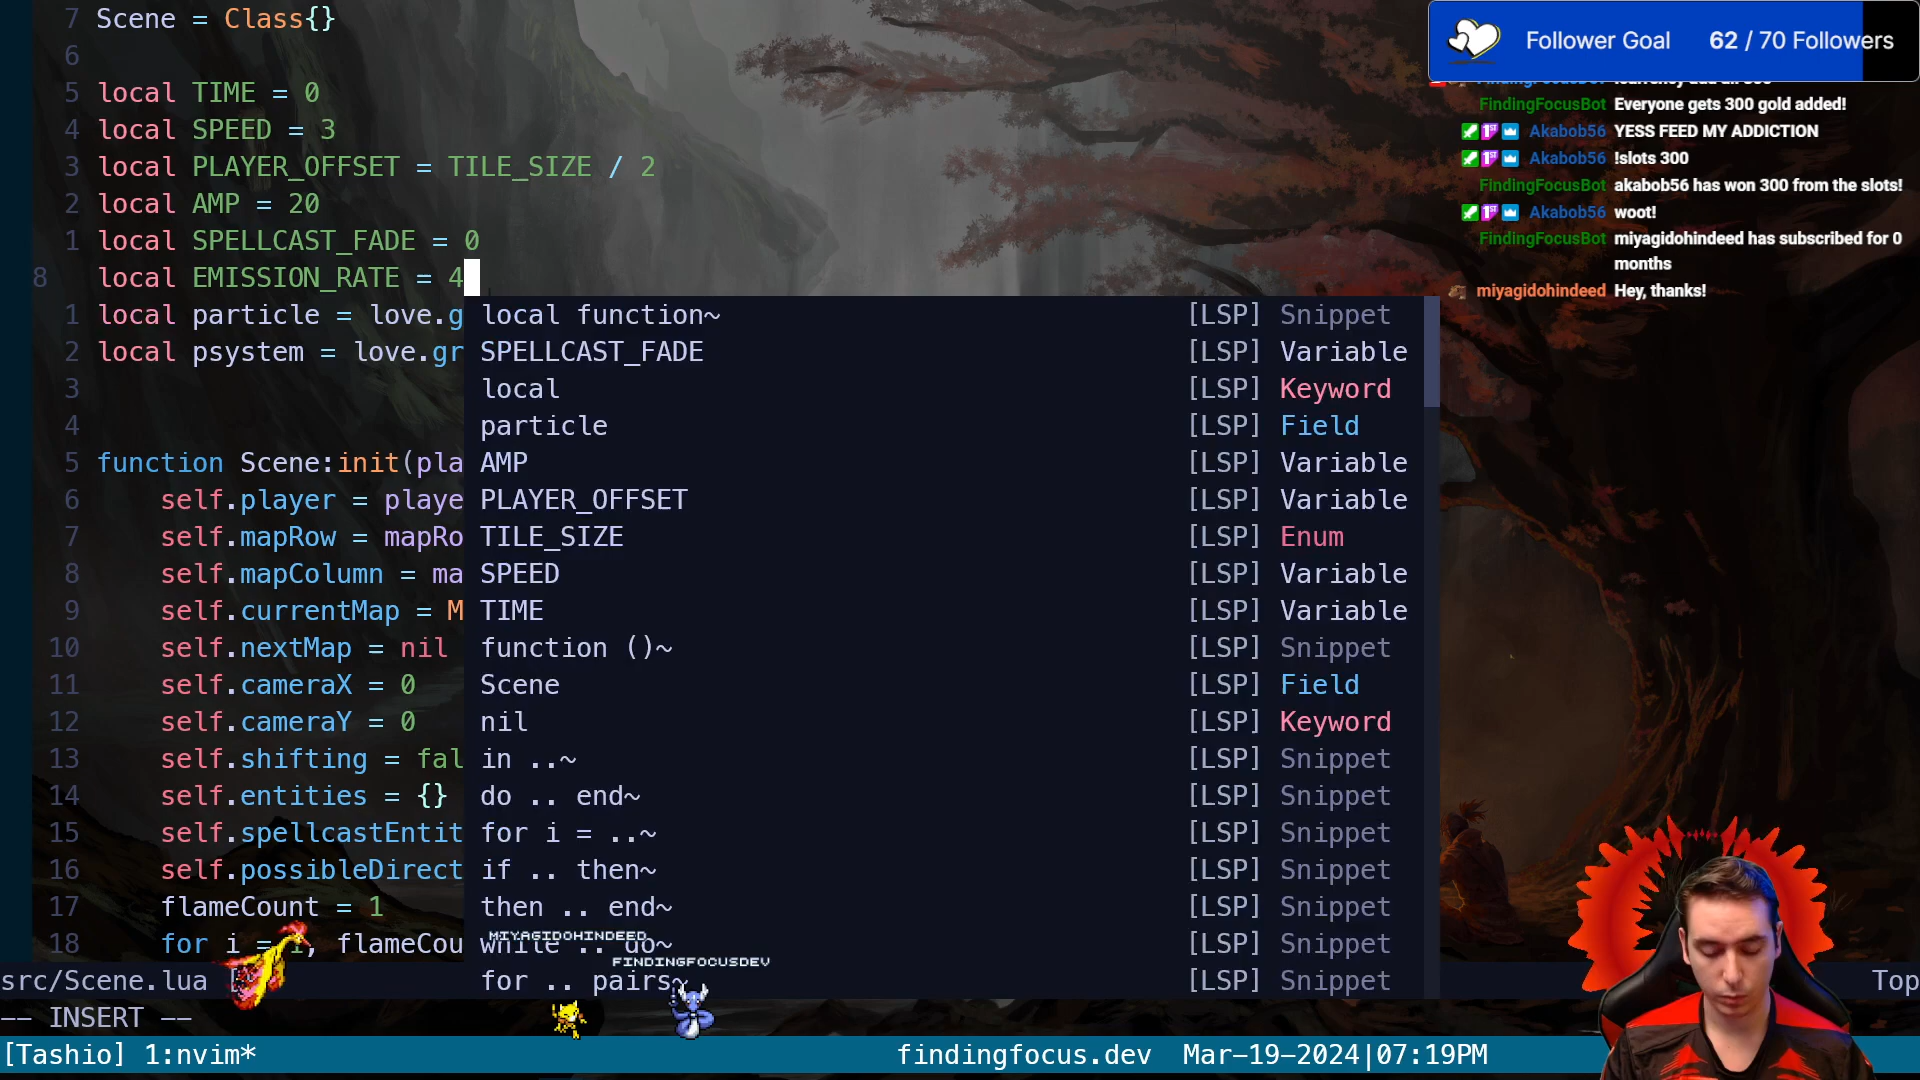 7 Scene = Class{}
6
5 local TIME = 0
4 local SPEED = 3
3 local PLAYER_OFFSET = TILE_SIZE / 2
2 local AMP = 20
1 local SPELLCAST_FADE = 0
8 local EMISSION_RATE = 4
1 local particle = love.g
2 local psystem = love.gr
3
4
5 function Scene:init(pla
6 self.player = playe
7 self.mapRow = mapRo
8 self.mapColumn = ma
9 self.currentMap = M
10 self.nextMap = nil
11 self.cameraX = 0
12 self.cameraY = 0
13 self.shifting = fal
14 self.entities = {}
15 self.spellcastEntit
16 self.possibleDirect
17 flameCount = 1
18 for i = 1, flameCou
local function~ [LSP] Snippet
SPELLCAST_FADE [LSP] Variable
local [LSP] Keyword
particle [LSP] Field
AMP [LSP] Variable
PLAYER_OFFSET [LSP] Variable
TILE_SIZE [LSP] Enum
SPEED [LSP] Variable
TIME [LSP] Variable
function ()~ [LSP] Snippet
Scene [LSP] Field
nil [LSP] Keyword
in ..~ [LSP] Snippet
do .. end~ [LSP] Snippet
for i = ..~ [LSP] Snippet
if .. then~ [LSP] Snippet
then .. end~ [LSP] Snippet
while .. do~ [LSP] Snippet
for .. pairs~ [LSP] Snippet
MIYAGIDOHINDEED
FINDINGFOCUSDEV
src/Scene.lua [ Top
-- INSERT --
[Tashio] 1:nvim* findingfocus.dev Mar-19-2024|07:19PM
Follower Goal 62 / 70 Followers
FindingFocusBot Everyone gets 300 gold added!
1ST Akabob56 YESS FEED MY ADDICTION
1ST Akabob56 !slots 300
FindingFocusBot akabob56 has won 300 from the slots!
1ST Akabob56 woot!
FindingFocusBot miyagidohindeed has subscribed for 0
months
miyagidohindeed Hey, thanks!